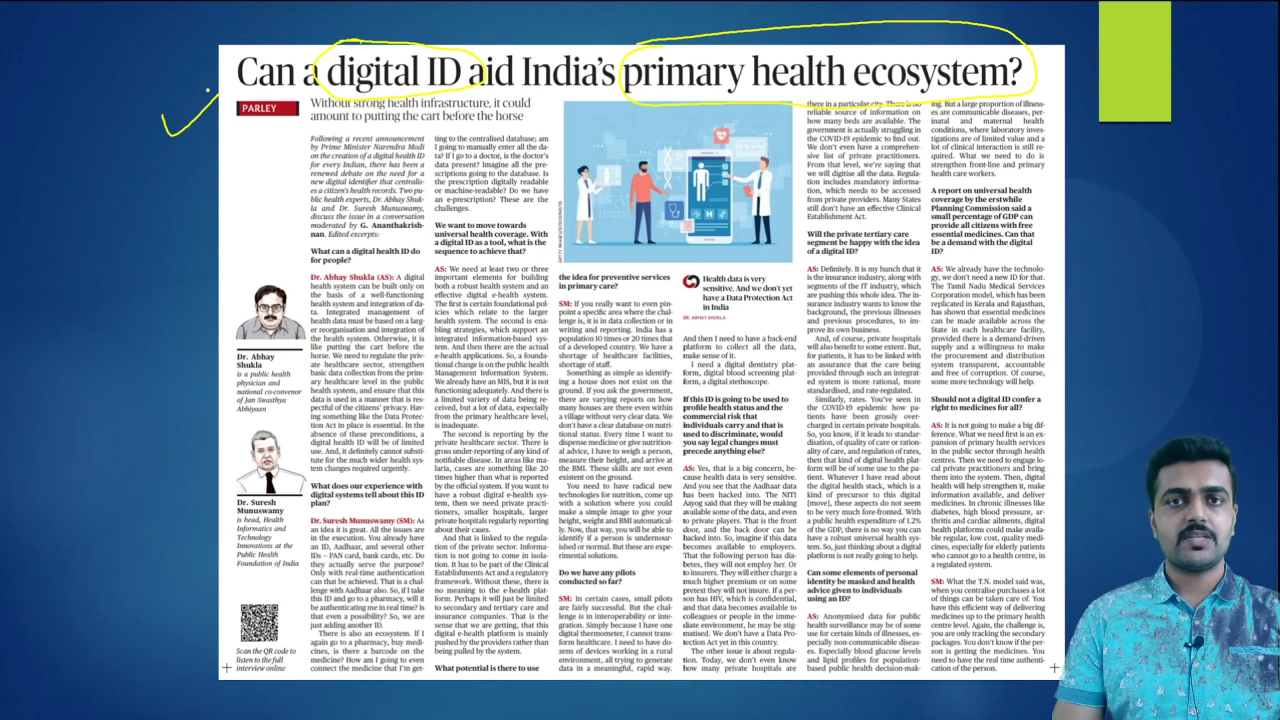 Can a digital ID aid India's primary health ecosystem?
PARLEY
Without strong health infrastructure, it could
amount to putting the cart before the horse
Dr. Abhay
Shukla
is a public health
physician and
national co-convenor
of Jan Swasthya
Abhiyaan
Dr. Suresh
Munuswamy
is head, Health
Informatics and
Technology
Innovations at the
Public Health
Foundation of India
Scan the QR code to
listen to the full
interview online
Following a recent announcement
by Prime Minister Narendra Modi
on the creation of a digital health ID
for every Indian, there has been a
renewed debate on the need for a
new digital identifier that centralis-
es a citizen's health records. Two pu-
blic health experts, Dr. Abhay Shuk-
la and Dr. Suresh Munuswamy,
discuss the issue in a conversation
moderated by G. Ananthakrish-
nan. Edited excerpts:
What can a digital health ID do
for people?
Dr. Abhay Shukla (AS): A digital
health system can be built only on
the basis of a well-functioning
health system and integration of da-
ta. Integrated management of
health data must be based on a larg-
er reorganisation and integration of
the health system. Otherwise, it is
like putting the cart before the
horse. We need to regulate the priv-
ate healthcare sector, strengthen
basic data collection from the prim-
ary healthcare level in the public
health system, and ensure that this
data is used in a manner that is res-
pectful of the citizens' privacy. Hav-
ing something like the Data Protec-
tion Act in place is essential. In the
absence of these preconditions, a
digital health ID will be of limited
use. And, it definitely cannot substi-
tute for the much wider health sys-
tem changes required urgently.
What does our experience with
digital systems tell about this ID
plan?
Dr. Suresh Munuswamy (SM): As
an idea it is great. All the issues are
in the execution. You already have
an ID, Aadhaar, and several other
IDs – PAN card, bank cards, etc. Do
they actually serve the purpose?
Only with real-time authentication
can that be achieved. That is a chal-
lenge with Aadhaar also. So, if I take
this ID and go to a pharmacy, will it
be authenticating me in real time? Is
that even a possibility? So, we are
just adding another ID.
There is also an ecosystem. If I
again go to a pharmacy, buy medi-
cines, is there a barcode on the
medicine? How am I going to even
connect the medicine that I'm get-
ting to the centralised database; am
I going to manually enter all the da-
ta? If I go to a doctor, is the doctor's
data present? Imagine all the pre-
scriptions going to the database. Is
the prescription digitally readable
or machine-readable? Do we have
an e-prescription? These are the
challenges.
We want to move towards
universal health coverage. With
a digital ID as a tool, what is the
sequence to achieve that?
AS: We need at least two or three
important elements for building
both a robust health system and an
effective digital e-health system.
The first is certain foundational pol-
icies which relate to the larger
health system. The second is ena-
bling strategies, which support an
integrated information-based sys-
tem. And then there are the actual
e-health applications. So, a founda-
tional change is on the public health
Management Information System.
We already have an MIS, but it is not
functioning adequately. And there
is a limited variety of data being re-
ceived, but a lot of data, especially
from the primary healthcare level,
is inadequate.
The second is reporting by the
private healthcare sector. There is
gross under-reporting of any kind of
notifiable disease. In areas like ma-
laria, cases are something like 20
times higher than what is reported
by the official system. If you want to
have a robust digital e-health sys-
tem, then we need private practi-
tioners, smaller hospitals, larger
private hospitals regularly reporting
about their cases.
And that is linked to the regula-
tion of the private sector. Informa-
tion is not going to come in isola-
tion. It has to be part of the Clinical
Establishments Act and a regulatory
framework. Without these, there is
no meaning to the e-health plat-
form. Perhaps it will just be limited
to secondary and tertiary care and
insurance companies. That is the
sense that we are getting, that this
digital e-health platform is mainly
pushed by the providers rather than
being pulled by the communities.
What potential is there to use
GETTY IMAGES/ISTOCKPHOTO
the idea for preventive services
in primary care?
SM: If you really want to even pin-
point a specific area where the chal-
lenge is, it is in data collection or in
writing and reporting. India has a
population 10 times or 20 times that
of a developed country. We have a
shortage of healthcare facilities,
shortage of staff.
Something as simple as identify-
ing a house does not exist on the
ground. If you ask the government,
there are varying reports on how
many houses are there even within
a village without very clear data. We
don't have a clear database on nutri-
tional status. Every time I want to
dispense medicine or give nutrition-
al advice, I have to weigh a person,
measure their height, and arrive at
the BMI. These skills are not even
existent on the ground.
You need to have radical new
technologies for nutrition, come up
with a solution where you could
make a simple image to give your
height, weight and BMI automatical-
ly. Now, that way, you will be able to
identify if a person is undernour-
ished or normal. But these are expe-
rimental solutions.
Do we have any pilots
conducted so far?
SM: In certain cases, small pilots
are fairly successful. But the chal-
lenge is in interoperability or inte-
gration. Simply because I have one
digital thermometer, I cannot trans-
form healthcare. I need to have do-
zens of devices working in a rural
environment, all trying to generate
data in a meaningful, rapid way.
Health data is very
sensitive. And we don't yet
have a Data Protection Act
in India
DR. ABHAY SHUKLA
And then I need to have a back-end
platform to collect all the data,
make sense of it.
I need a digital dentistry plat-
form, digital blood screening plat-
form, a digital stethoscope.
If this ID is going to be used to
profile health status and the
commercial risk that
individuals carry and that is
used to discriminate, would
you say legal changes must
precede anything else?
AS: Yes, that is a big concern, be-
cause health data is very sensitive.
And you see that the Aadhaar data
has been hacked into. The NITI
Aayog said that they will be making
available some of the data, and even
to private players. That is the front
door, and the back door can be
hacked into. So, imagine if this data
becomes available to employers.
That the following person has dia-
betes, they will not employ her. Or
to insurers. They will either charge a
much higher premium or on some
pretext they will not insure. If a per-
son has HIV, which is confidential,
and that data becomes available to
colleagues or people in the imme-
diate environment, he may be stig-
matised. We don't have a Data Pro-
tection Act yet in this country.
The other issue is about regula-
tion. Today, we don't even know
how many private hospitals are
there in a particular city. There is no
reliable source of information on
how many beds are available. The
government is actually struggling in
the COVID-19 epidemic to find out.
We don't even have a comprehen-
sive list of private practitioners.
From that level, we're saying that
we will digitise all the data. Regula-
tion includes mandatory informa-
tion, which needs to be accessed
from private providers. Many States
still don't have an effective Clinical
Establishment Act.
Will the private tertiary care
segment be happy with the idea
of a digital ID?
AS: Definitely. It is my hunch that it
is the insurance industry, along with
segments of the IT industry, which
are pushing this whole idea. The in-
surance industry wants to know the
background, the previous illnesses
and previous procedures, to im-
prove its own business.
And, of course, private hospitals
will also benefit to some extent. But,
for patients, it has to be linked with
an assurance that the care being
provided through such an integrat-
ed system is more rational, more
standardised, and rate-regulated.
Similarly, rates. You've seen in
the COVID-19 epidemic how pa-
tients have been grossly over-
charged in certain private hospitals.
So, you know, if it leads to standar-
disation, of quality of care or ration-
ality of care, and regulation of rates,
then that kind of digital health plat-
form will be of some use to the pa-
tient. Whatever I have read about
the digital health stack, which is a
kind of precursor to this digital
[move], these aspects do not seem
to be very much fore-fronted. With
a public health expenditure of 1.2%
of the GDP, there is no way you can
have a robust universal health sys-
tem. So, just thinking about a digital
platform is not really going to help.
Can some elements of personal
identity be masked and health
advice given to individuals
using an ID?
AS: Anonymised data for public
health surveillance may be of some
use for certain kinds of illnesses, es-
pecially non-communicable diseas-
es. Especially blood glucose levels
and lipid profiles for population-
based public health decision-mak-
ing. But a large proportion of illness-
es are communicable diseases, per-
inatal and maternal health
conditions, where laboratory inves-
tigations are of limited value and a
lot of clinical interaction is still re-
quired. What we need to do is
strengthen front-line and primary
health care workers.
A report on universal health
coverage by the erstwhile
Planning Commission said a
small percentage of GDP can
provide all citizens with free
essential medicines. Can that
be a demand with the digital
ID?
AS: We already have the technolo-
gy, we don't need a new ID for that.
The Tamil Nadu Medical Services
Corporation model, which has been
replicated in Kerala and Rajasthan,
has shown that essential medicines
can be made available across the
State in each healthcare facility,
provided there is a demand-driven
supply and a willingness to make
the procurement and distribution
system transparent, accountable
and free of corruption. Of course,
some more technology will help.
Should not a digital ID confer a
right to medicines for all?
AS: It is not going to make a big dif-
ference. What we need first is an ex-
pansion of primary health services
in the public sector through health
centres. Then we need to engage lo-
cal private practitioners and bring
them into the system. Then, digital
health will help strengthen it, make
information available, and deliver
medicines. In chronic illnesses like
diabetes, high blood pressure, ar-
thritis and cardiac ailments, digital
health platforms could make availa-
ble regular, low cost, quality medi-
cines, especially for elderly patients
who cannot go to a health centre, in
a regulated system.
SM: What the T.N. model said was,
when you centralise purchases a lot
of things can be taken care of. You
have this efficient way of delivering
medicines up to the primary health
centre level. Again, the challenge is,
you are only tracking the secondary
packages. You don't know if the per-
son is getting the medicines. You
need to have the real time authenti-
cation of the person.